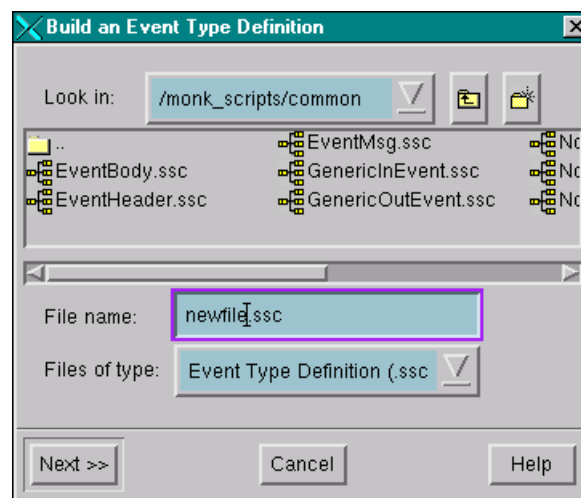 Build an Event Type Definition
Look in: /monk_scripts/common
.. EventMsg.ssc
EventBody.ssc GenericInEvent.ssc
EventHeader.ssc GenericOutEvent.ssc
File name: newfile.ssc
Files of type: Event Type Definition (.ssc
Next >> Cancel Help